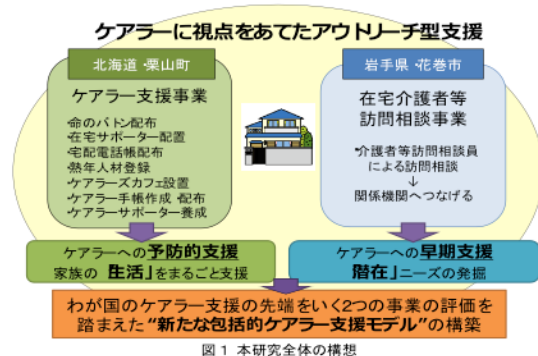 ケアラーに視点をあてたアウトリーチ型支援
北海道・栗山町
ケアラー支援事業
・命のバトン配布
・在宅サポーター配置
・宅配電話帳配布
・熟年人材登録
・ケアラーズカフェ設置
・ケアラー手帳作成・配布
・ケアラーサポーター養成
岩手県・花巻市
在宅介護者等
訪問相談事業
・介護者等訪問相談員
による訪問相談
↓
関係機関へつなげる
ケアラーへの予防的支援
家族の 生活」をまるごと支援
ケアラーへの早期支援
潜在」ニーズの発掘
わが国のケアラー支援の先端をいく2つの事業の評価を
踏まえた“新たな包括的ケアラー支援モデル”の構築
図1 本研究全体の構想